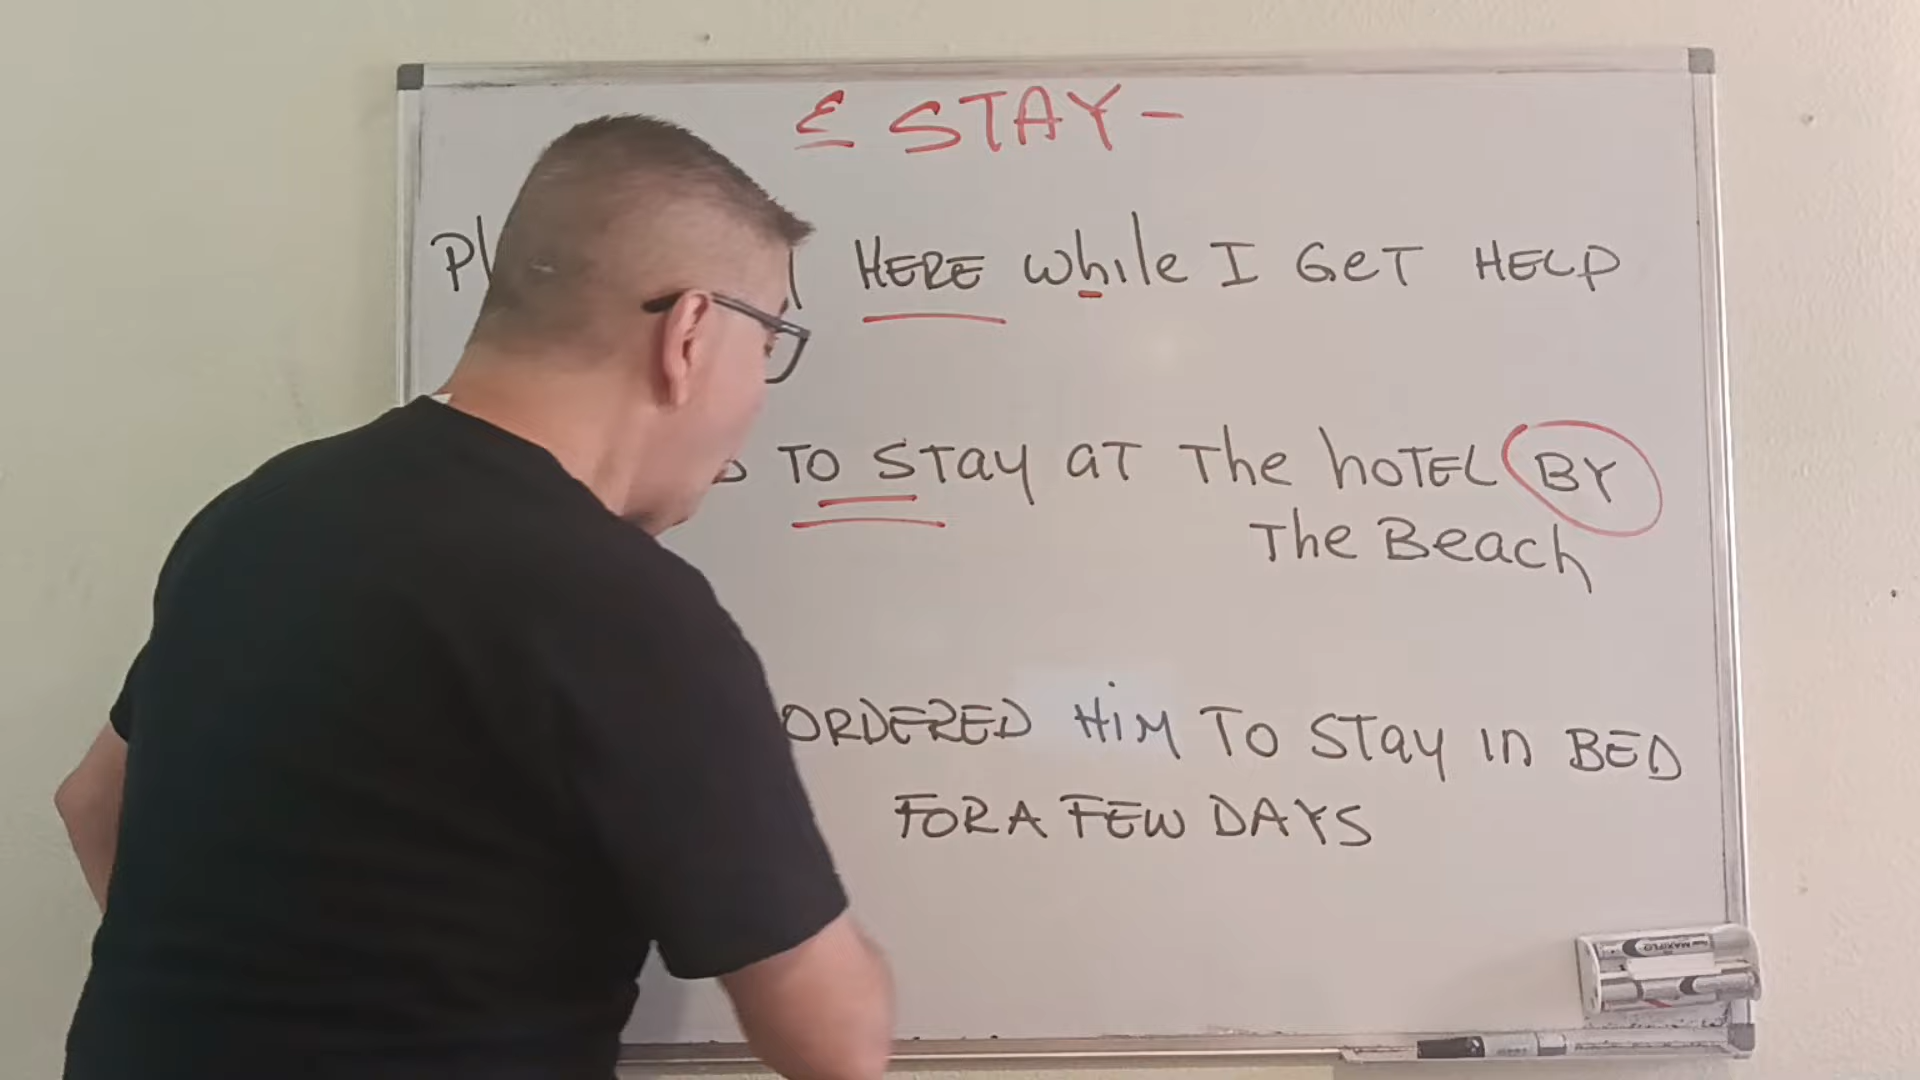 & STAY-
HERE while I GeT HELP
TO STay aT The hoTEL BY
The Beach
ORDERED HiM TO STay in BED
FOR A FEW DAYS